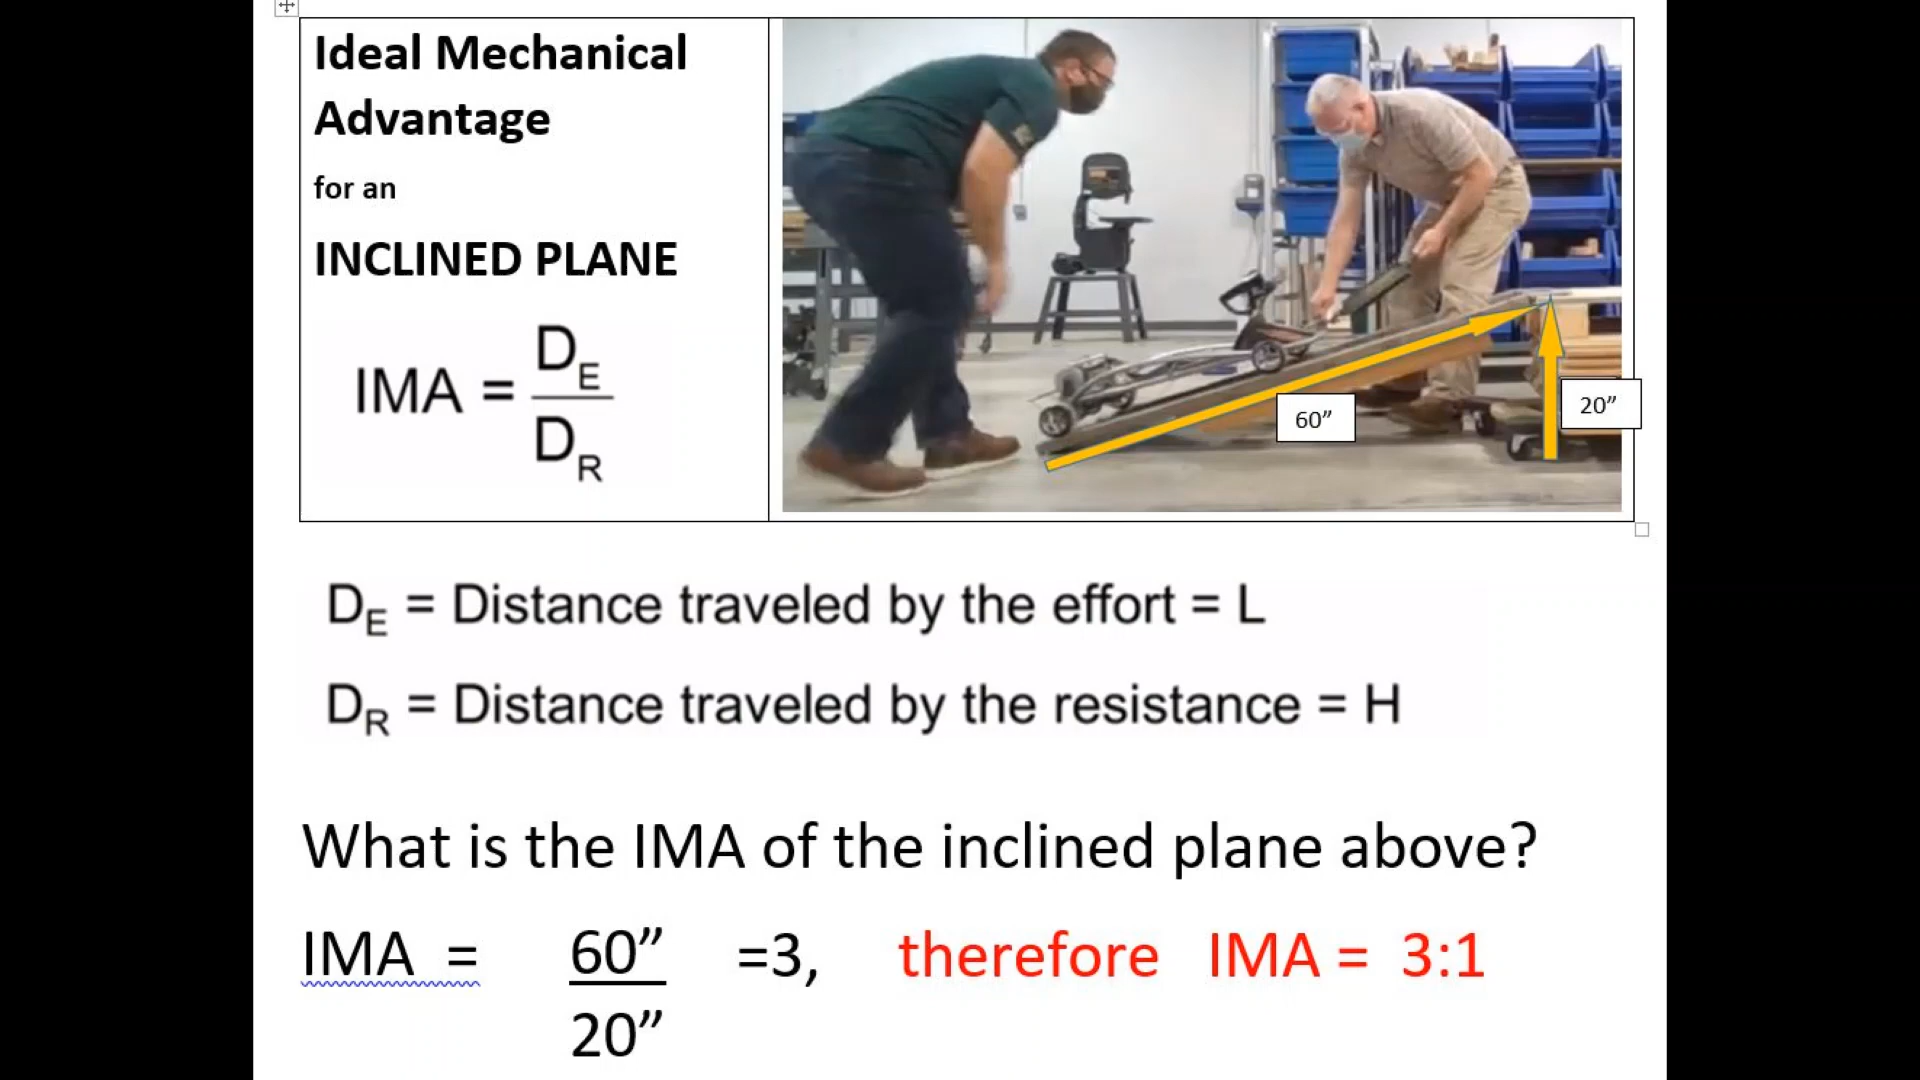 Ideal Mechanical
Advantage
for an
INCLINED PLANE
IMA = D_E / D_R
60”
20”
D_E = Distance traveled by the effort = L
D_R = Distance traveled by the resistance = H
What is the IMA of the inclined plane above?
IMA = 60” =3, therefore IMA = 3:1
20”